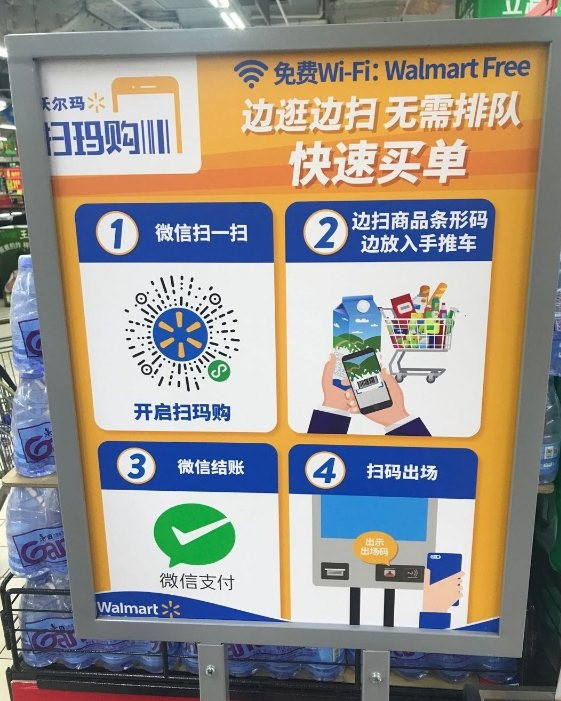 沃尔玛
扫玛购
免费Wi-Fi: Walmart Free
边逛边扫 无需排队
快速买单
1 微信扫一扫
开启扫玛购
2 边扫商品条形码
边放入手推车
3 微信结账
微信支付
4 扫码出场
出示
出场码
Walmart